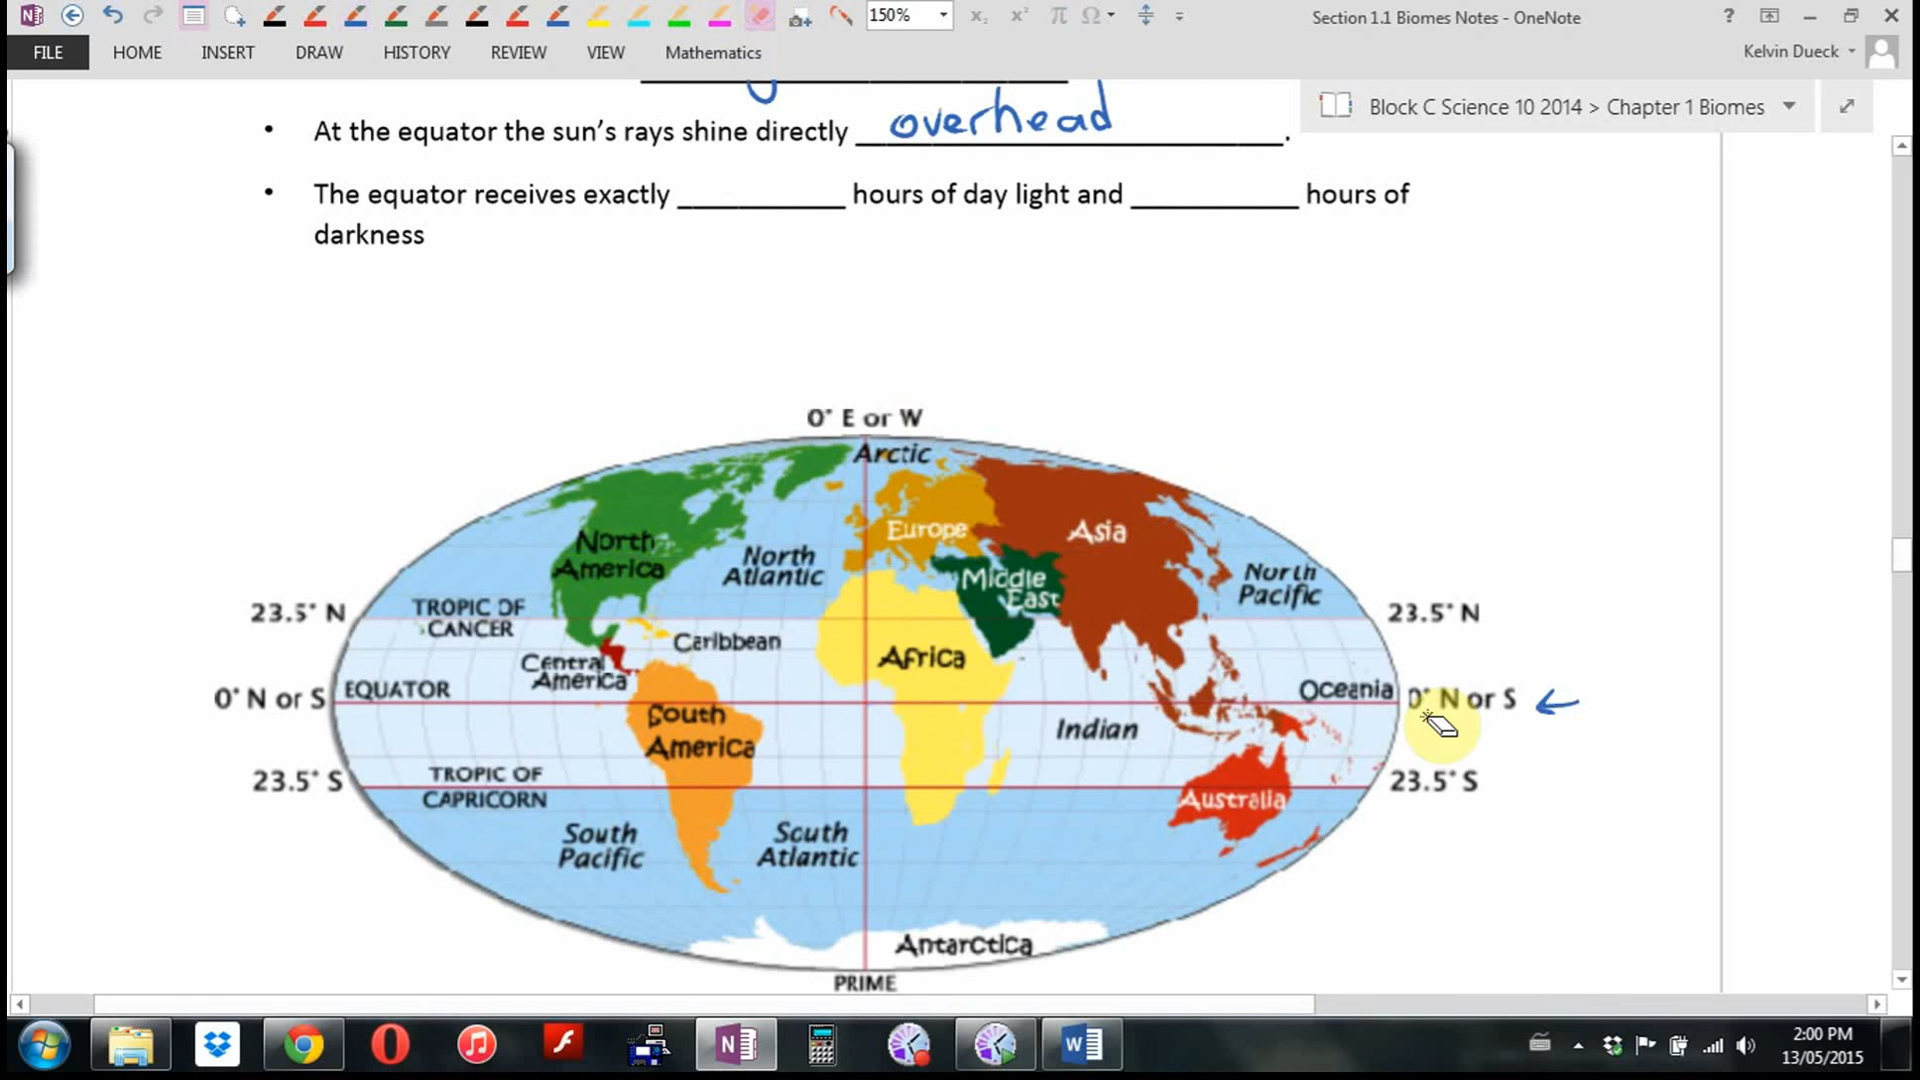 150%
x₂ x² π Ω
Section 1.1 Biomes Notes - OneNote
?
FILE HOME INSERT DRAW HISTORY REVIEW VIEW Mathematics
Kelvin Dueck
Block C Science 10 2014 > Chapter 1 Biomes
• At the equator the sun's rays shine directly overhead.
• The equator receives exactly ___________ hours of day light and ___________ hours of
darkness
0° E or W
Arctic
North
America
North
Atlantic
Europe
Asia
Middle
East
North
Pacific
23.5° N
TROPIC OF
CANCER
Caribbean
Africa
23.5° N
Central
America
0° N or S
EQUATOR
Oceania
0° N or S
South
America
Indian
23.5° S
TROPIC OF
CAPRICORN
Australia
23.5° S
South
Pacific
South
Atlantic
Antarctica
PRIME
2:00 PM
13/05/2015